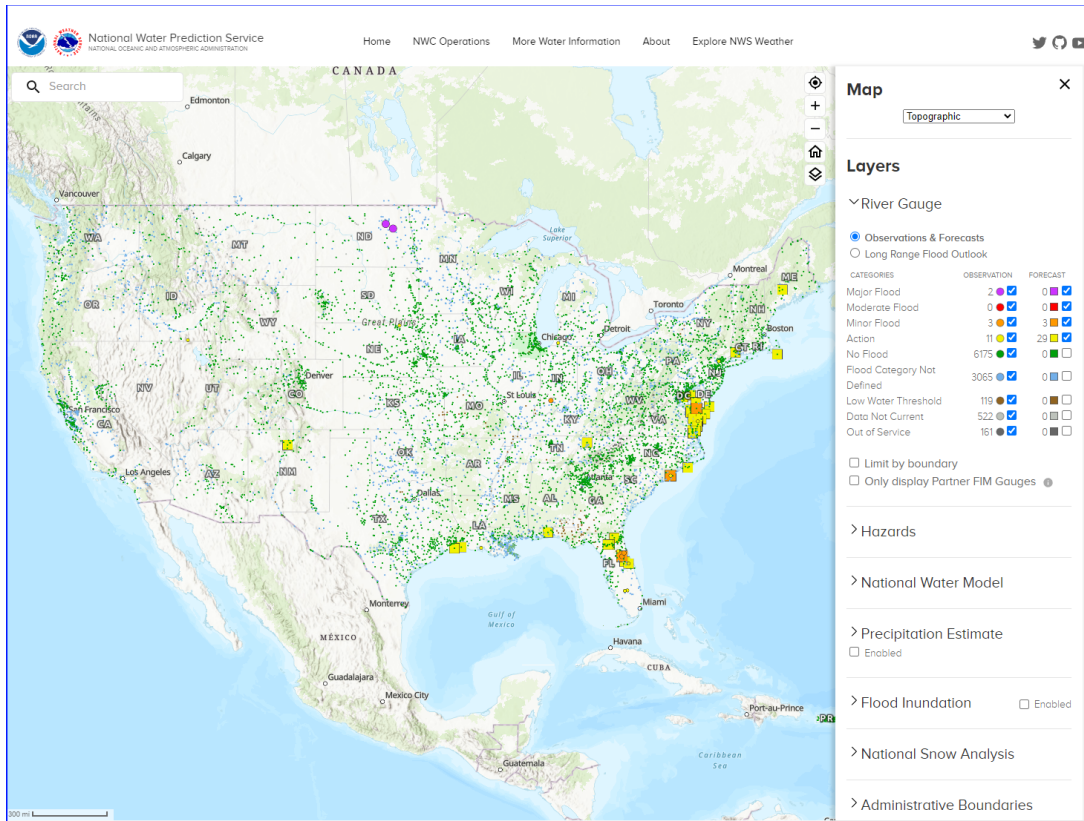 National Water Prediction Service
NATIONAL OCEANIC AND ATMOSPHERIC ADMINISTRATION
Home NWC Operations More Water Information About Explore NWS Weather
Search
CANADA
Edmonton
Calgary
Vancouver
Lake Superior
Montreal
Toronto
Boston
Detroit
Chicago
Great Plains
Denver
St Louis
San Francisco
Los Angeles
Atlanta
Dallas
Monterrey
Gulf of Mexico
Miami
Havana
MÉXICO
CUBA
Guadalajara
Mexico City
Port-au-Prince
Guatemala
Caribbean Sea
WA
MT
ND
MN
ME
OR
ID
SD
WI
MI
NH
WY
NY
CT
RI
NE
IA
PA
NJ
NV
UT
CO
KS
MO
IL
IN
OH
WV
VA
DC
DE
KY
CA
AZ
NM
OK
AR
TN
NC
SC
TX
LA
MS
AL
GA
FL
PR
300 mi
Map
Topographic
Layers
River Gauge
Observations & Forecasts
Long Range Flood Outlook
CATEGORIES OBSERVATION FORECAST
Major Flood 2 0
Moderate Flood 0 0
Minor Flood 3 3
Action 11 29
No Flood 6175 0
Flood Category Not Defined 3065 0
Low Water Threshold 119 0
Data Not Current 522 0
Out of Service 161 0
Limit by boundary
Only display Partner FIM Gauges
Hazards
National Water Model
Precipitation Estimate
Enabled
Flood Inundation Enabled
National Snow Analysis
Administrative Boundaries